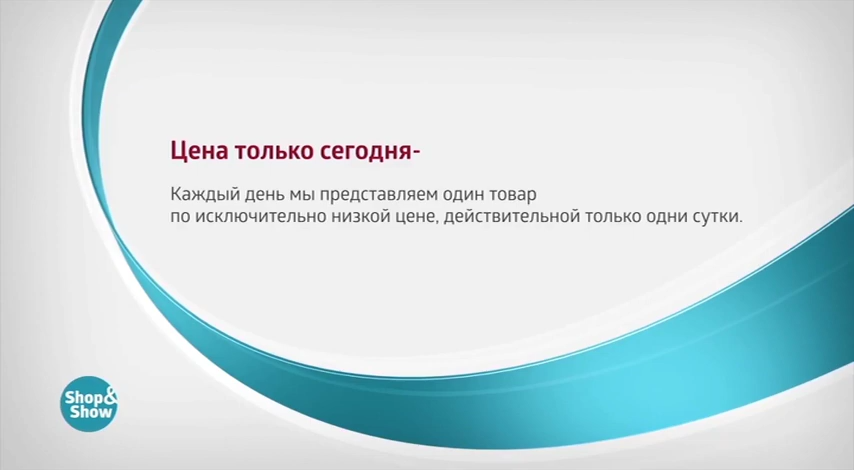 Цена только сегодня-
Каждый день мы представляем один товар
по исключительно низкой цене, действительной только одни сутки.
Shop&
Show